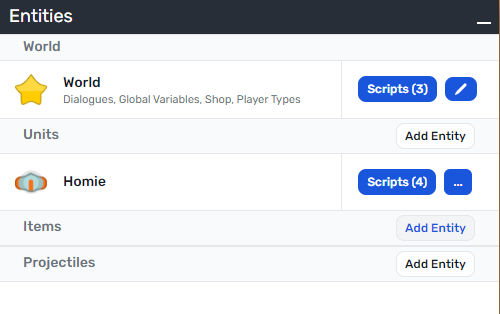 Entities
World
World
Scripts (3)
Dialogues, Global Variables, Shop, Player Types
Units
Add Entity
Homie
Scripts (4)
...
Items
Add Entity
Projectiles
Add Entity